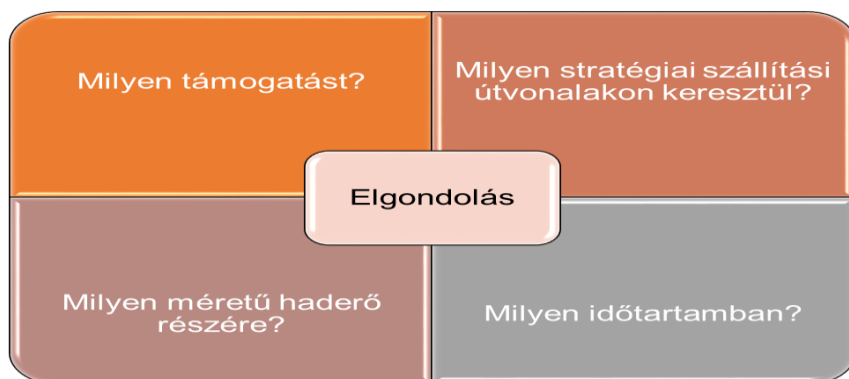 Milyen támogatást?
Milyen stratégiai szállítási
útvonalakon keresztül?
Elgondolás
Milyen méretű haderő
részére?
Milyen időtartamban?